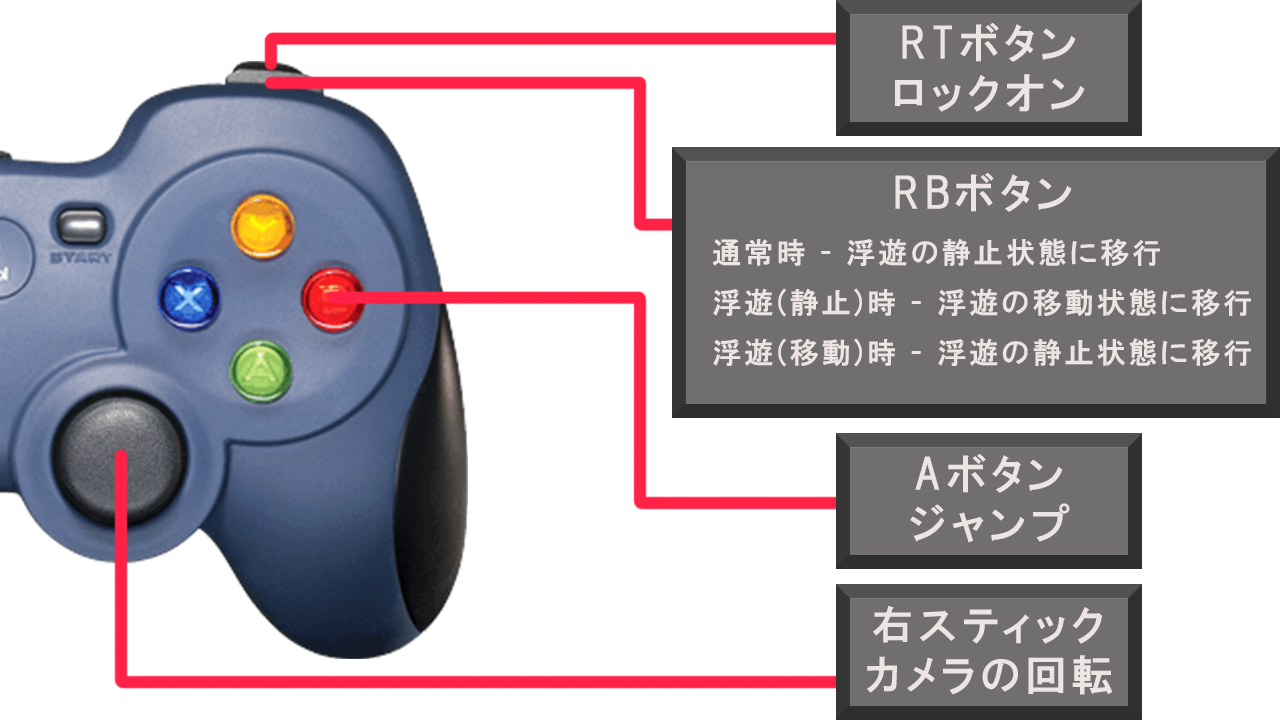 RTボタン
ロックオン
RBボタン
通常時 - 浮遊の静止状態に移行
浮遊(静止)時 - 浮遊の移動状態に移行
浮遊(移動)時 - 浮遊の静止状態に移行
START
Y
X
A
Aボタン
ジャンプ
右スティック
カメラの回転